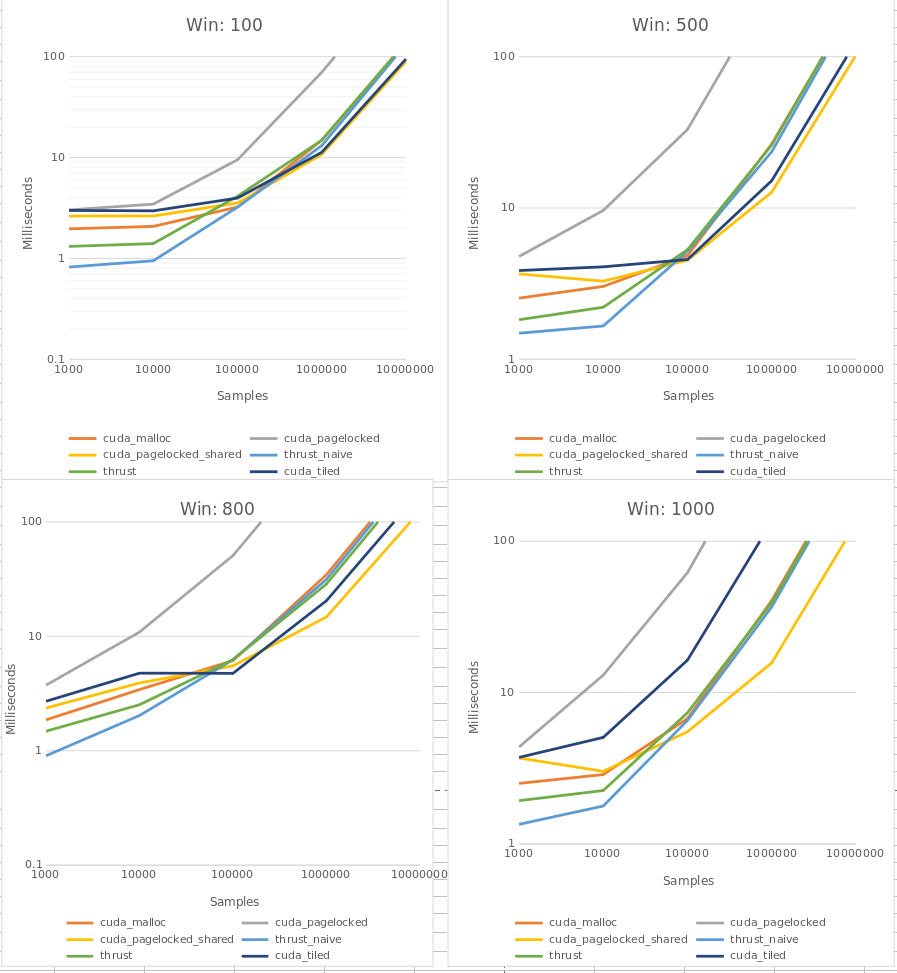 Win: 100
100
10
1
0.1
Milliseconds
1000 10000 100000 1000000 10000000
Samples
cuda_malloc cuda_pagelocked
cuda_pagelocked_shared thrust_naive
thrust cuda_tiled
Win: 500
100
10
1
Milliseconds
1000 10000 100000 1000000 10000000
Samples
cuda_malloc cuda_pagelocked
cuda_pagelocked_shared thrust_naive
thrust cuda_tiled
Win: 800
100
10
1
0.1
Milliseconds
1000 10000 100000 1000000 10000000
Samples
cuda_malloc cuda_pagelocked
cuda_pagelocked_shared thrust_naive
thrust cuda_tiled
Win: 1000
100
10
1
Milliseconds
1000 10000 100000 1000000 10000000
Samples
cuda_malloc cuda_pagelocked
cuda_pagelocked_shared thrust_naive
thrust cuda_tiled